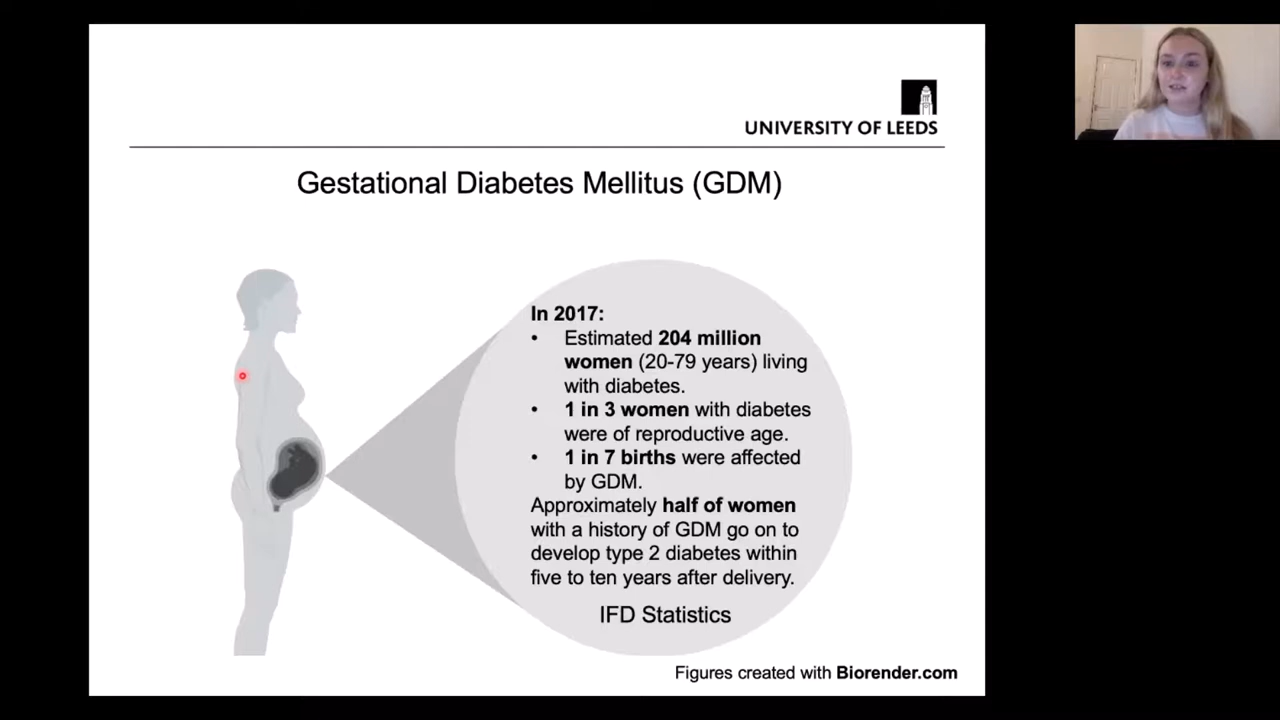 UNIVERSITY OF LEEDS
Gestational Diabetes Mellitus (GDM)
In 2017:
• Estimated 204 million
women (20-79 years) living
with diabetes.
• 1 in 3 women with diabetes
were of reproductive age.
• 1 in 7 births were affected
by GDM.
Approximately half of women
with a history of GDM go on to
develop type 2 diabetes within
five to ten years after delivery.
IFD Statistics
Figures created with Biorender.com